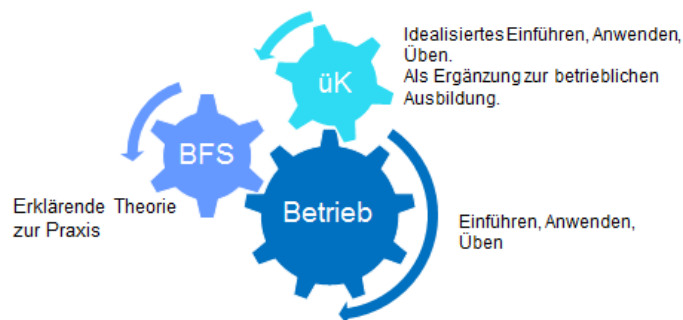 Idealisiertes Einführen, Anwenden,
Üben.
Als Ergänzung zur betrieblichen
Ausbildung.
üK
BFS
Betrieb
Erklärende Theorie
zur Praxis
Einführen, Anwenden,
Üben